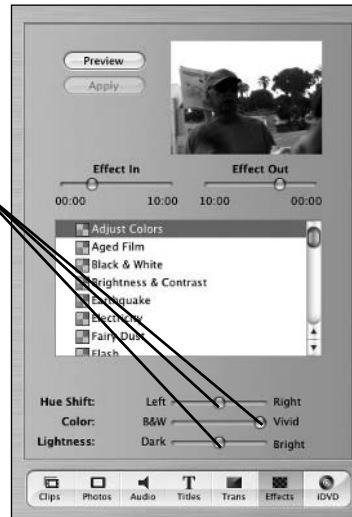 Preview
Apply
Effect In Effect Out
00:00 10:00 10:00 00:00
Adjust Colors
Aged Film
Black & White
Brightness & Contrast
Earthquake
Electricity
Fairy Dust
Flash
Hue Shift: Left Right
Color: B&W Vivid
Lightness: Dark Bright
Clips Photos Audio Titles Trans Effects iDVD